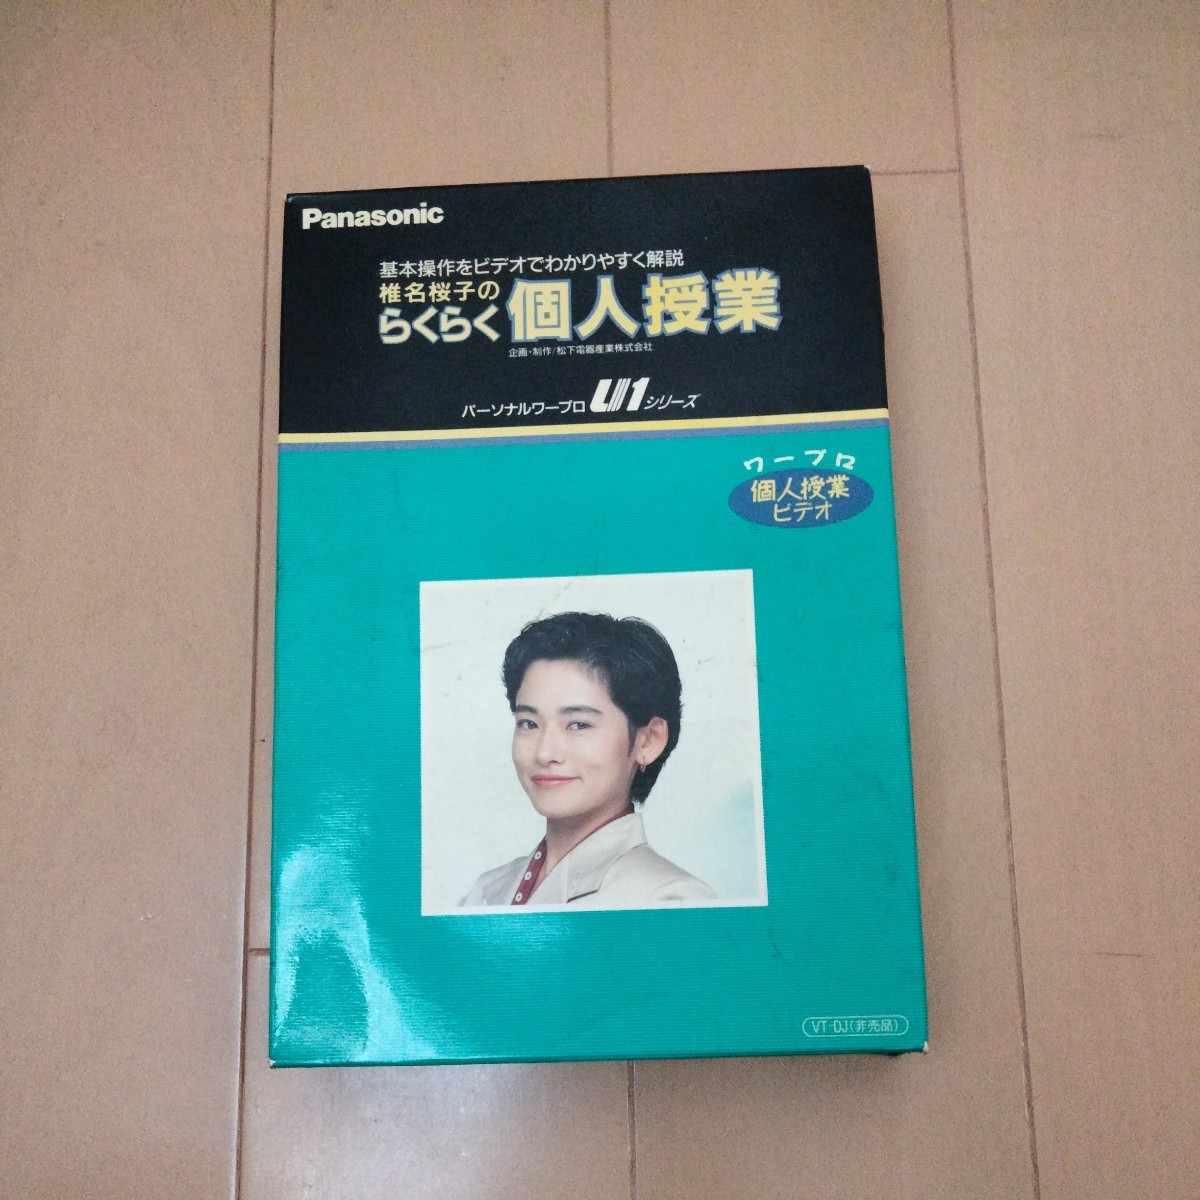 Panasonic
基本操作をビデオでわかりやすく解説
椎名桜子の
らくらく個人授業
企画・制作/松下電器産業株式会社
パーソナルワープロ U1シリーズ
ワープロ
個人授業
ビデオ
VT-DJ(非売品)